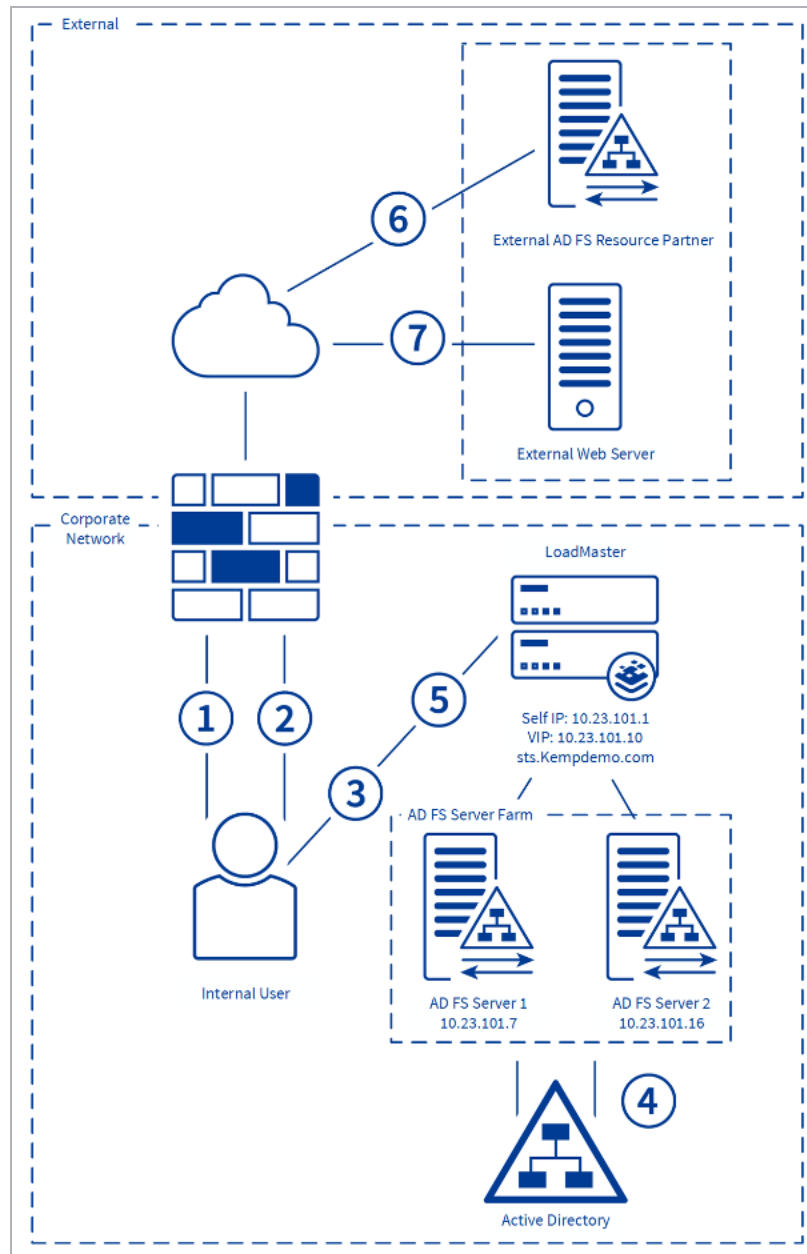 External
6
External AD FS Resource Partner
7
External Web Server
Corporate
Network
LoadMaster
1
2
5
Self IP: 10.23.101.1
VIP: 10.23.101.10
sts.Kempdemo.com
3
AD FS Server Farm
Internal User
AD FS Server 1
10.23.101.7
AD FS Server 2
10.23.101.16
4
Active Directory